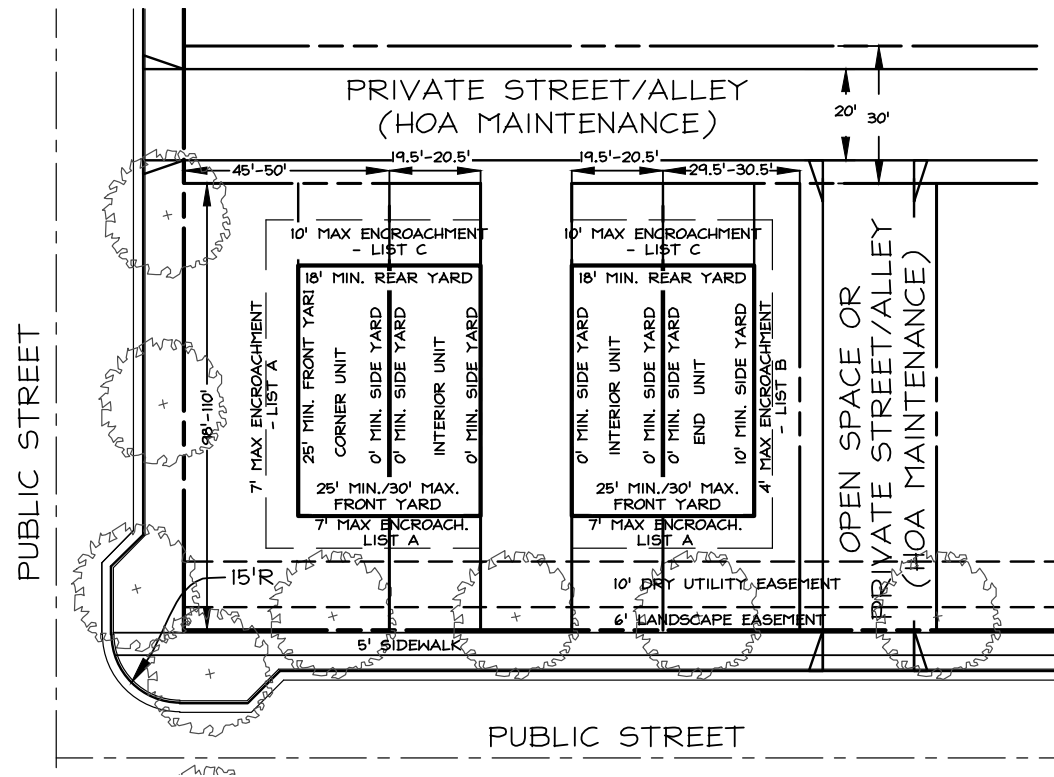 PRIVATE STREET/ALLEY
(HOA MAINTENANCE)
20'
30'
45'-50'
19.5'-20.5'
19.5'-20.5'
29.5'-30.5'
10' MAX ENCROACHMENT
- LIST C
10' MAX ENCROACHMENT
- LIST C
18' MIN. REAR YARD
18' MIN. REAR YARD
PUBLIC STREET
98'-110'
7' MAX ENCROACHMENT
- LIST A
25' MIN. FRONT YARD
CORNER UNIT
0' MIN. SIDE YARD
0' MIN. SIDE YARD
INTERIOR UNIT
0' MIN. SIDE YARD
0' MIN. SIDE YARD
INTERIOR UNIT
0' MIN. SIDE YARD
0' MIN. SIDE YARD
END UNIT
10' MIN. SIDE YARD
4' MAX ENCROACHMENT
- LIST B
OPEN SPACE OR
PRIVATE STREET/ALLEY
(HOA MAINTENANCE)
25' MIN./30' MAX.
FRONT YARD
25' MIN./30' MAX.
FRONT YARD
7' MAX ENCROACH.
LIST A
7' MAX ENCROACH.
LIST A
15'R
10' DRY UTILITY EASEMENT
6' LANDSCAPE EASEMENT
5' SIDEWALK
PUBLIC STREET